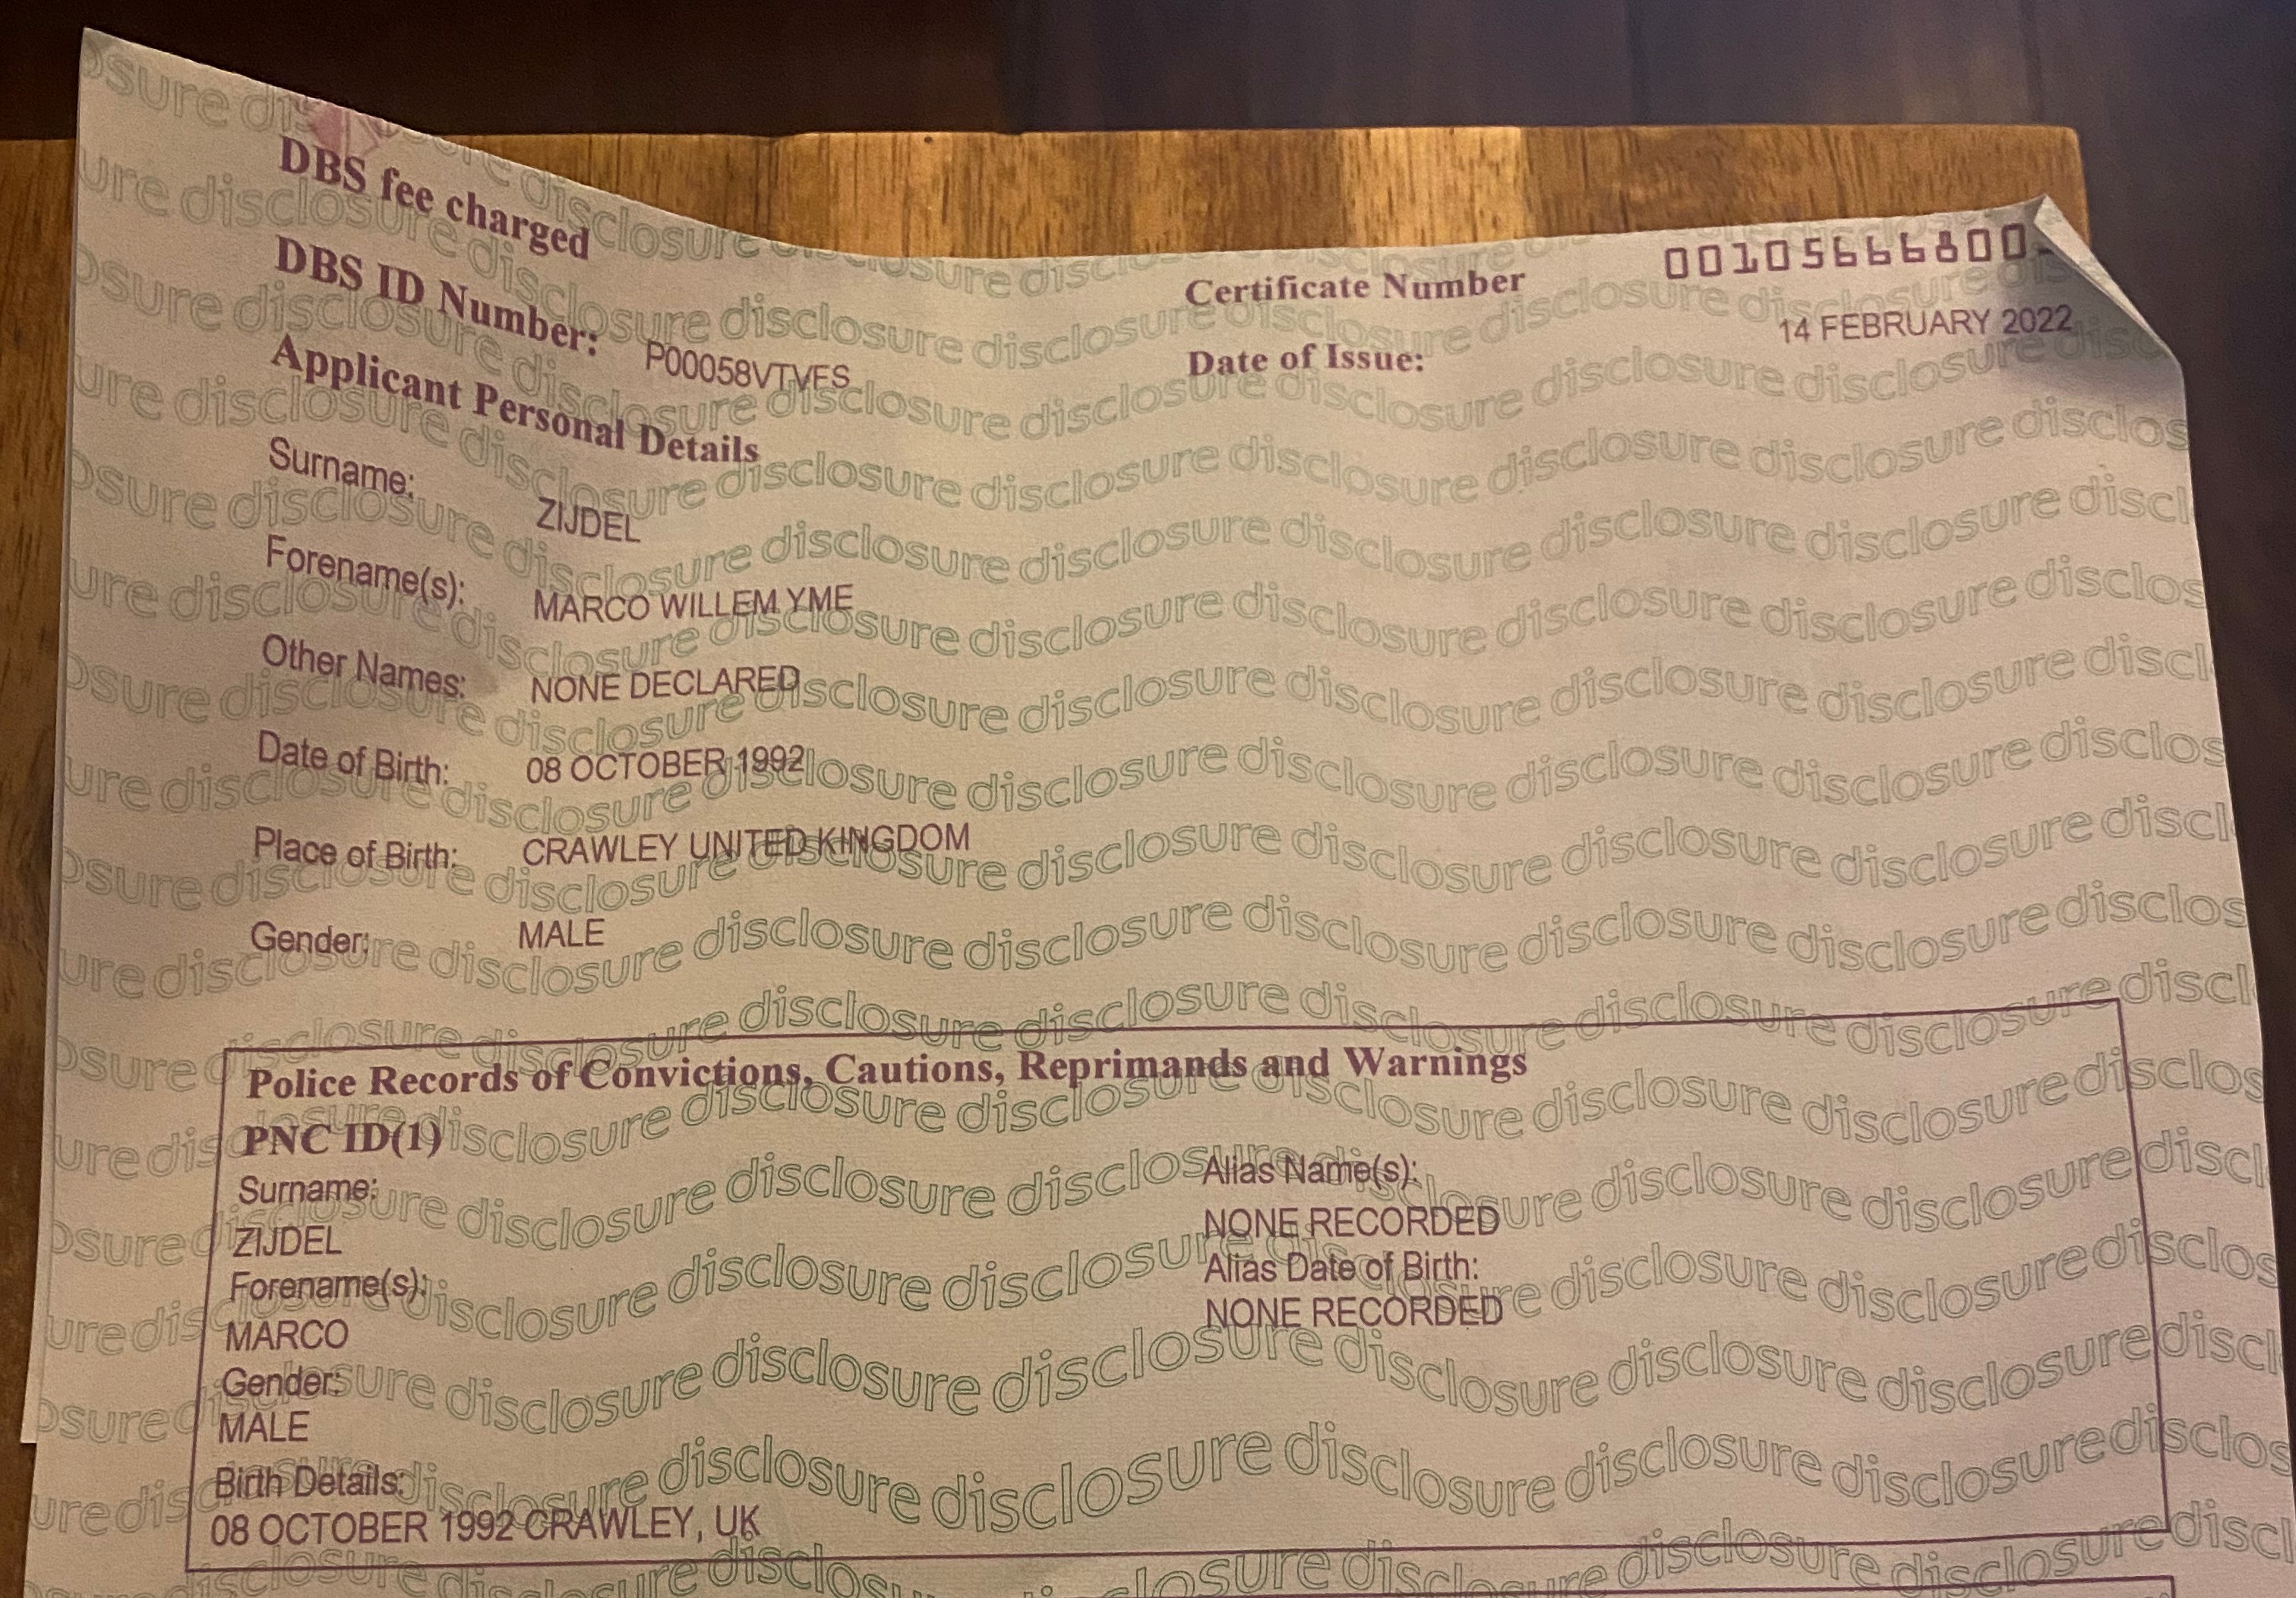 DBS fee charged
DBS ID Number: P00058VTVFS
Certificate Number 00105666800
Date of Issue: 14 FEBRUARY 2022
Applicant Personal Details
Surname: ZIJDEL
Forename(s): MARCO WILLEM YME
Other Names: NONE DECLARED
Date of Birth: 08 OCTOBER 1992
Place of Birth: CRAWLEY UNITED KINGDOM
Gender: MALE
Police Records of Convictions, Cautions, Reprimands and Warnings
PNC ID(1)
Surname:
ZIJDEL
Forename(s):
MARCO
Gender:
MALE
Birth Details:
08 OCTOBER 1992 CRAWLEY, UK
Alias Name(s):
NONE RECORDED
Alias Date of Birth:
NONE RECORDED